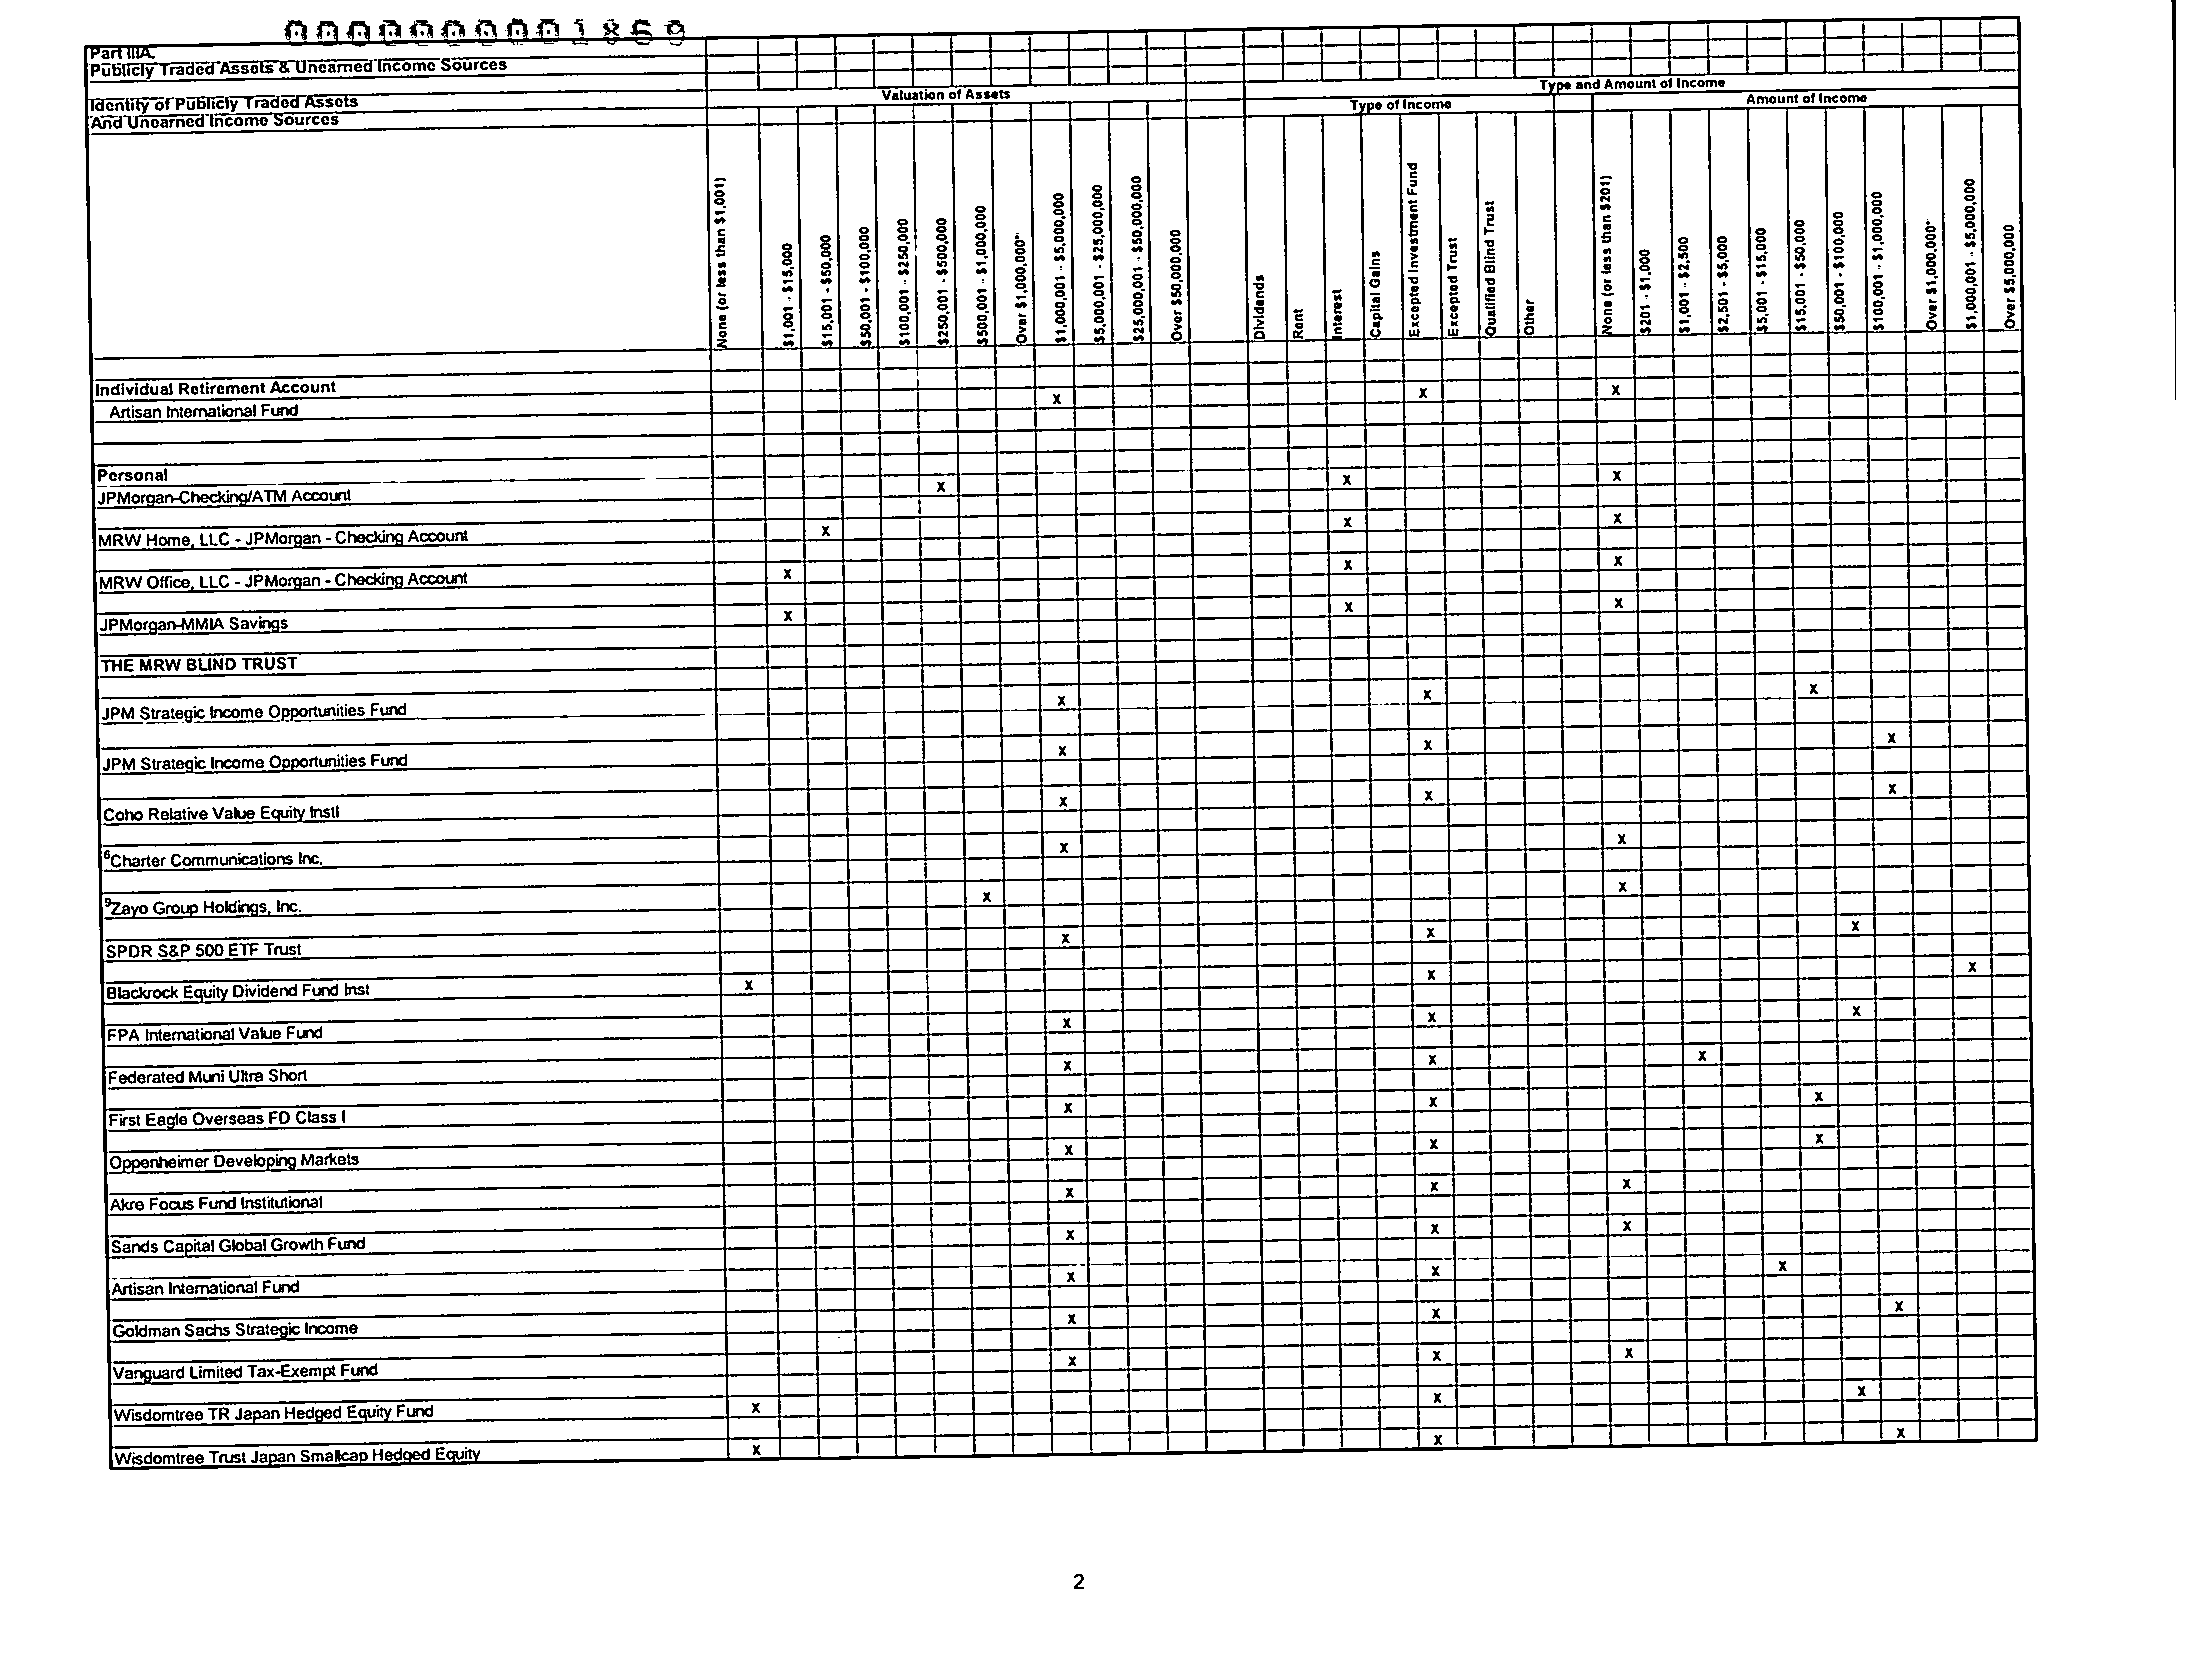 0000000001869
Part IIIA.
Publicly Traded Assets & Unearned Income Sources
Type and Amount of Income
Identity of Publicly Traded Assets
Valuation of Assets
Type of Income
Amount of Income
And Unearned Income Sources
None (or less than $1,001)
$1,001 - $15,000
$15,001 - $50,000
$50,001 - $100,000
$100,001 - $250,000
$250,001 - $500,000
$500,001 - $1,000,000
Over $1,000,000*
$1,000,001 - $5,000,000
$5,000,001 - $25,000,000
$25,000,001 - $50,000,000
Over $50,000,000
Dividends
Rent
Interest
Capital Gains
Excepted Investment Fund
Excepted Trust
Qualified Blind Trust
Other
None (or less than $201)
$201 - $1,000
$1,001 - $2,500
$2,501 - $5,000
$5,001 - $15,000
$15,001 - $50,000
$50,001 - $100,000
$100,001 - $1,000,000
Over $1,000,000*
$1,000,001 - $5,000,000
Over $5,000,000
Individual Retirement Account
Artisan International Fund x x x
Personal
JPMorgan-Checking/ATM Account x x x
MRW Home, LLC - JPMorgan - Checking Account x x x
MRW Office, LLC - JPMorgan - Checking Account x x x
JPMorgan-MMIA Savings x x x
THE MRW BLIND TRUST
JPM Strategic Income Opportunities Fund x x x
JPM Strategic Income Opportunities Fund x x x
Coho Relative Value Equity Instl x x x
6Charter Communications Inc. x x
9Zayo Group Holdings, Inc. x x
SPDR S&P 500 ETF Trust x x x
Blackrock Equity Dividend Fund Inst x x x
FPA International Value Fund x x x
Federated Muni Ultra Short x x x
First Eagle Overseas FD Class I x x x
Oppenheimer Developing Markets x x x
Akre Focus Fund Institutional x x x
Sands Capital Global Growth Fund x x x
Artisan International Fund x x x
Goldman Sachs Strategic Income x x x
Vanguard Limited Tax-Exempt Fund x x x
Wisdomtree TR Japan Hedged Equity Fund x x x
Wisdomtree Trust Japan Smallcap Hedged Equity x x x
2